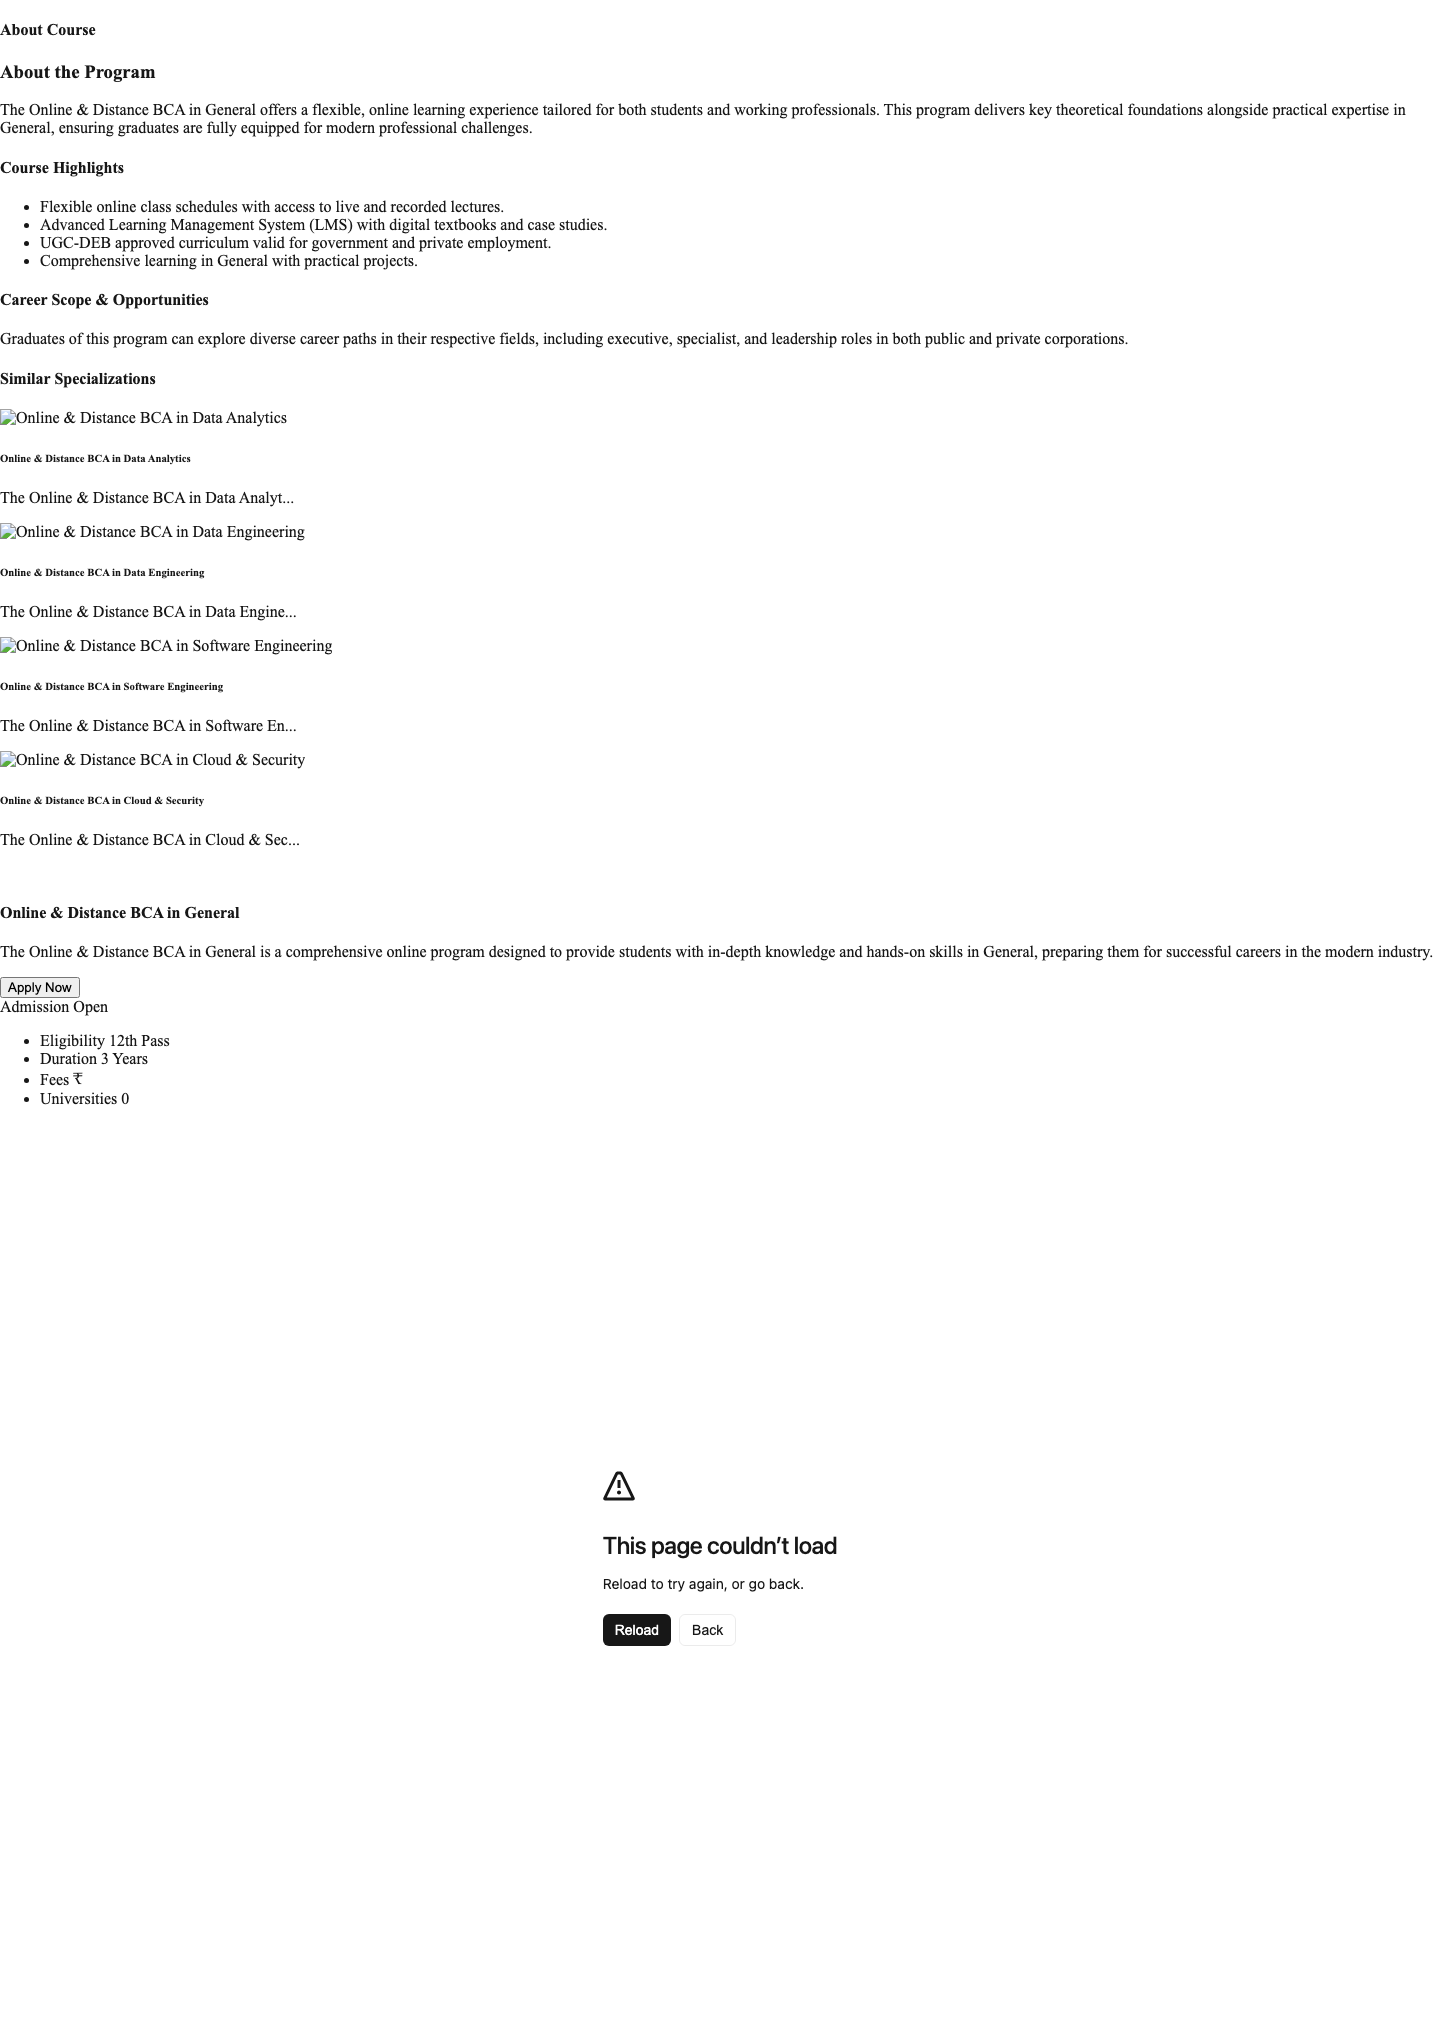 About Course
About the Program
The Online & Distance BCA in General offers a flexible, online learning experience tailored for both students and working professionals. This program delivers key theoretical foundations alongside practical expertise in
General, ensuring graduates are fully equipped for modern professional challenges.
Course Highlights
Flexible online class schedules with access to live and recorded lectures.
Advanced Learning Management System (LMS) with digital textbooks and case studies.
UGC-DEB approved curriculum valid for government and private employment.
Comprehensive learning in General with practical projects.
Career Scope & Opportunities
Graduates of this program can explore diverse career paths in their respective fields, including executive, specialist, and leadership roles in both public and private corporations.
Similar Specializations
Online & Distance BCA in Data Analytics
Online & Distance BCA in Data Analytics
The Online & Distance BCA in Data Analyt...
Online & Distance BCA in Data Engineering
Online & Distance BCA in Data Engineering
The Online & Distance BCA in Data Engine...
Online & Distance BCA in Software Engineering
Online & Distance BCA in Software Engineering
The Online & Distance BCA in Software En...
Online & Distance BCA in Cloud & Security
Online & Distance BCA in Cloud & Security
The Online & Distance BCA in Cloud & Sec...
Online & Distance BCA in General
The Online & Distance BCA in General is a comprehensive online program designed to provide students with in-depth knowledge and hands-on skills in General, preparing them for successful careers in the modern industry.
Apply Now
Admission Open
Eligibility 12th Pass
Duration 3 Years
Fees ₹
Universities 0
This page couldn’t load
Reload to try again, or go back.
Reload Back